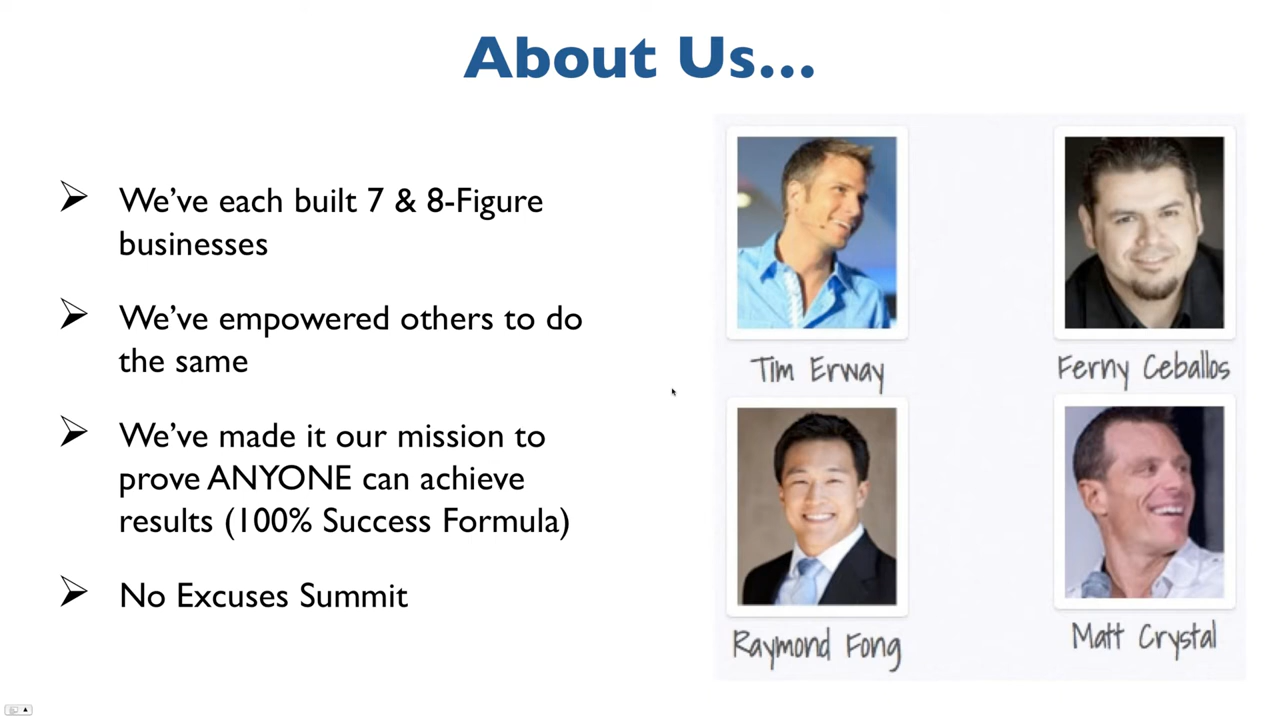 About Us...
We've each built 7 & 8-Figure
businesses
We've empowered others to do
the same
We've made it our mission to
prove ANYONE can achieve
results (100% Success Formula)
No Excuses Summit
Tim Erway
Ferny Ceballos
Raymond Fong
Matt Crystal